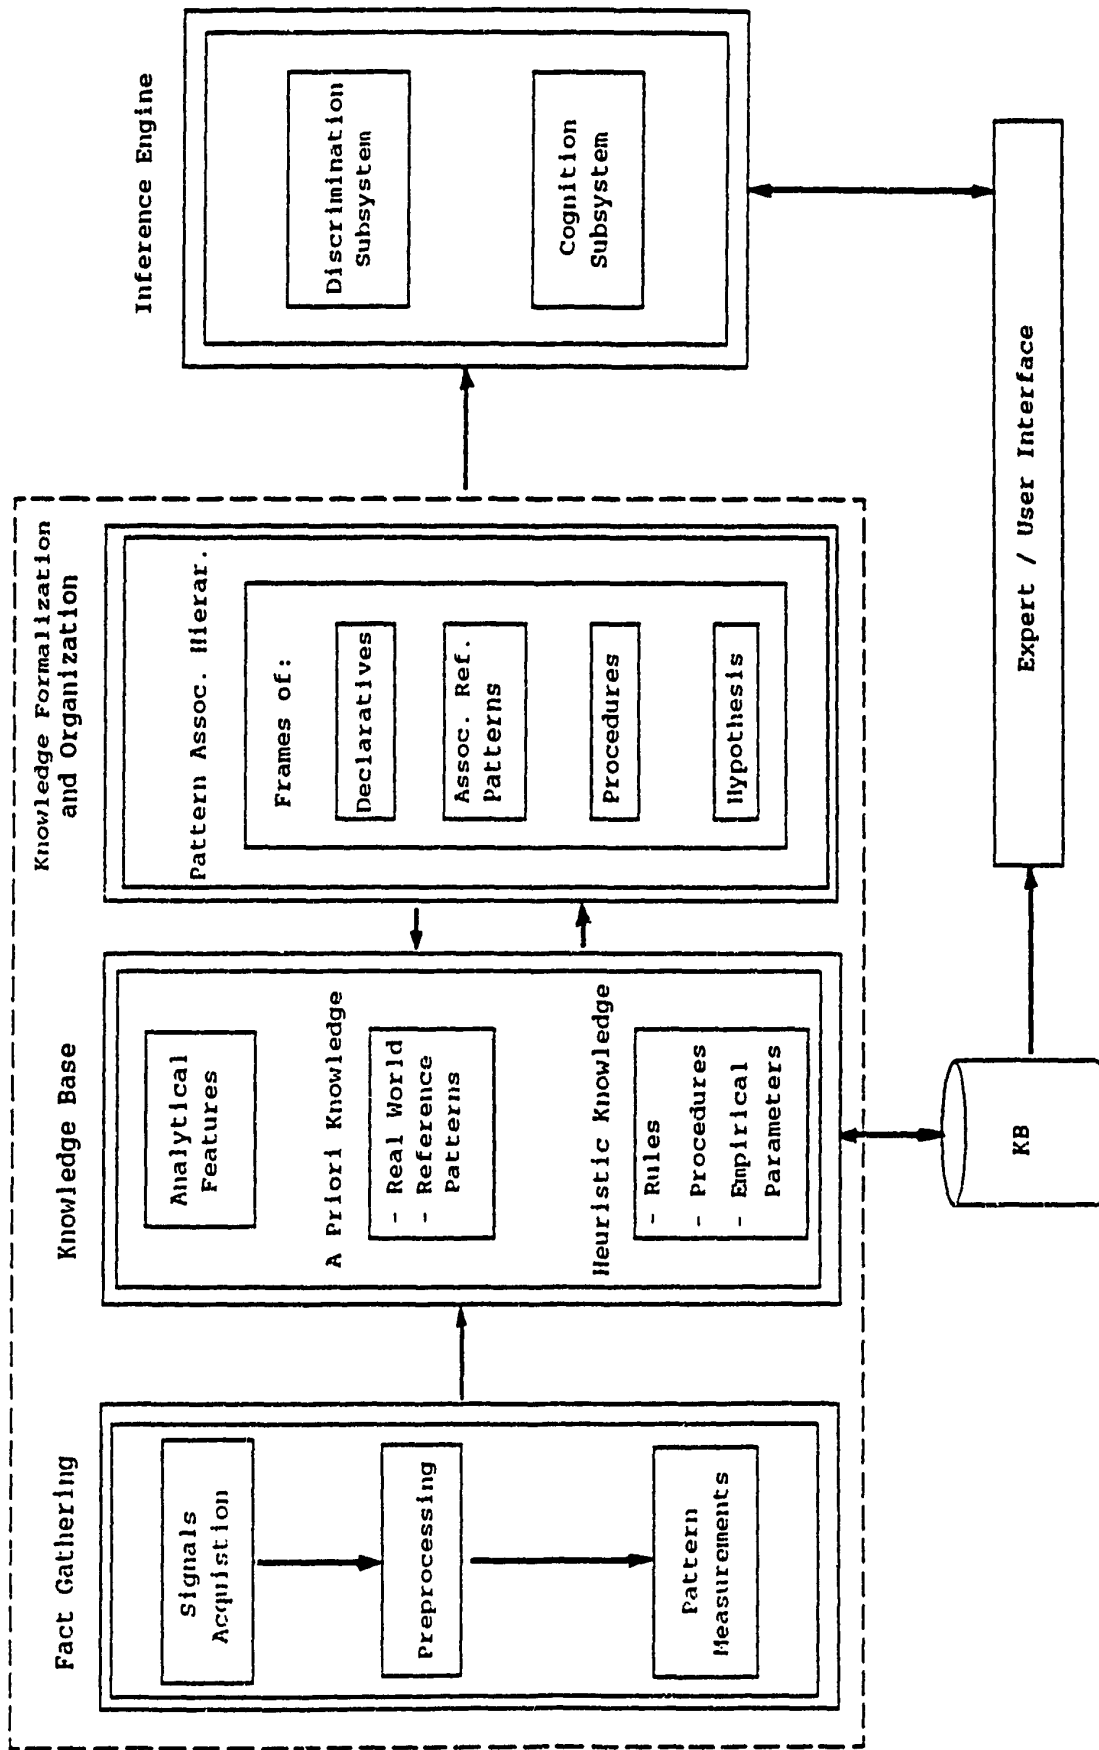 Fact Gathering
Signals
Acquistion
Preprocessing
Pattern
Measurements
Knowledge Base
Analytical
Features
A Priori Knowledge
- Real World
- Reference
Patterns
Heuristic Knowledge
- Rules
- Procedures
- Empirical
Parameters
Knowledge Formalization
and Organization
Pattern Assoc. Hierar.
Frames of:
Declaratives
Assoc. Ref.
Patterns
Procedures
Hypothesis
Inference Engine
Discrimination
Subsystem
Cognition
Subsystem
KB
Expert / User Interface